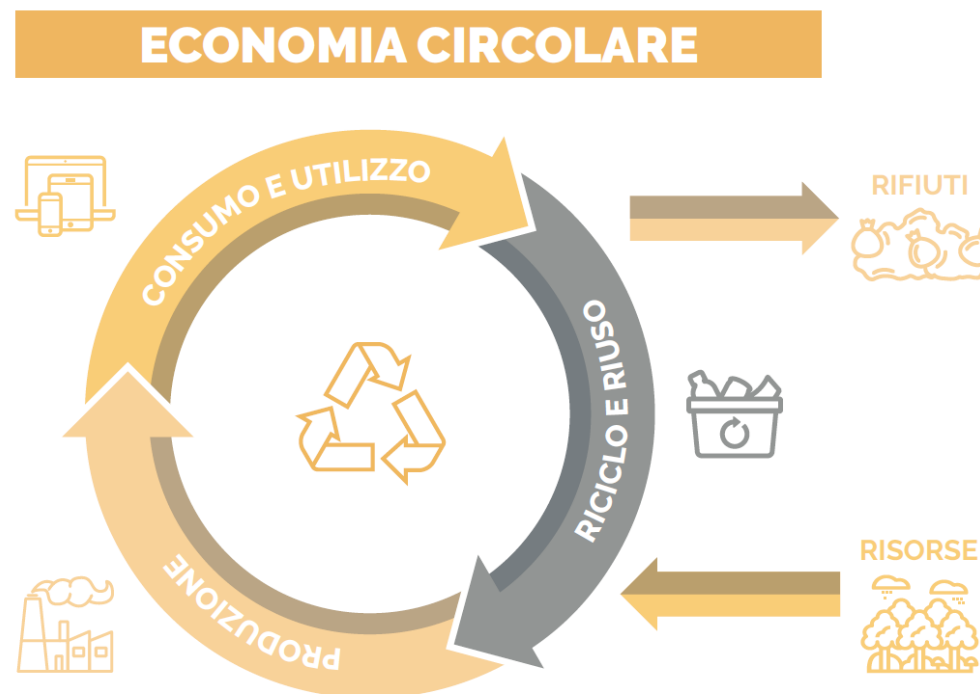 ECONOMIA CIRCOLARE
CONSUMO E UTILIZZO
RIFIUTI
RICICLO E RIUSO
RISORSE
PRODUZIONE